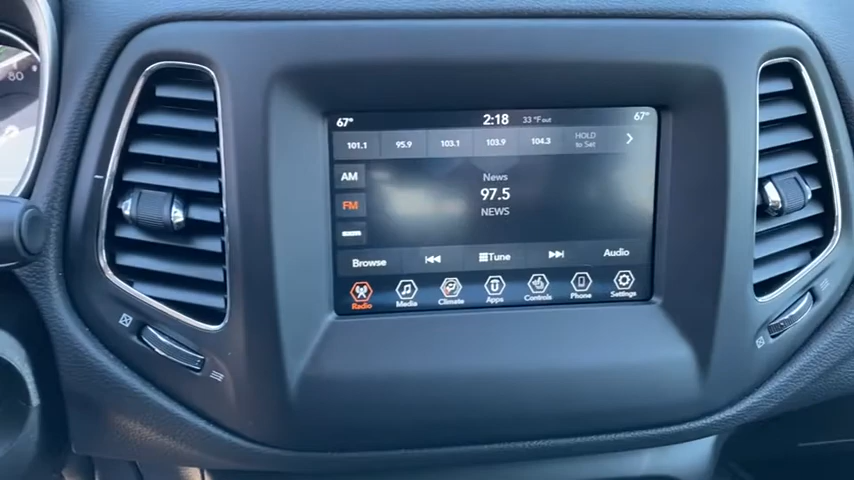 80
67° 2:18 33°Fout 67°
101.1 95.9 103.1 103.9 104.3 HOLD to Set
AM
News
97.5
FM
NEWS
Browse Tune Audio
Radio Media Climate Apps Controls Phone Settings